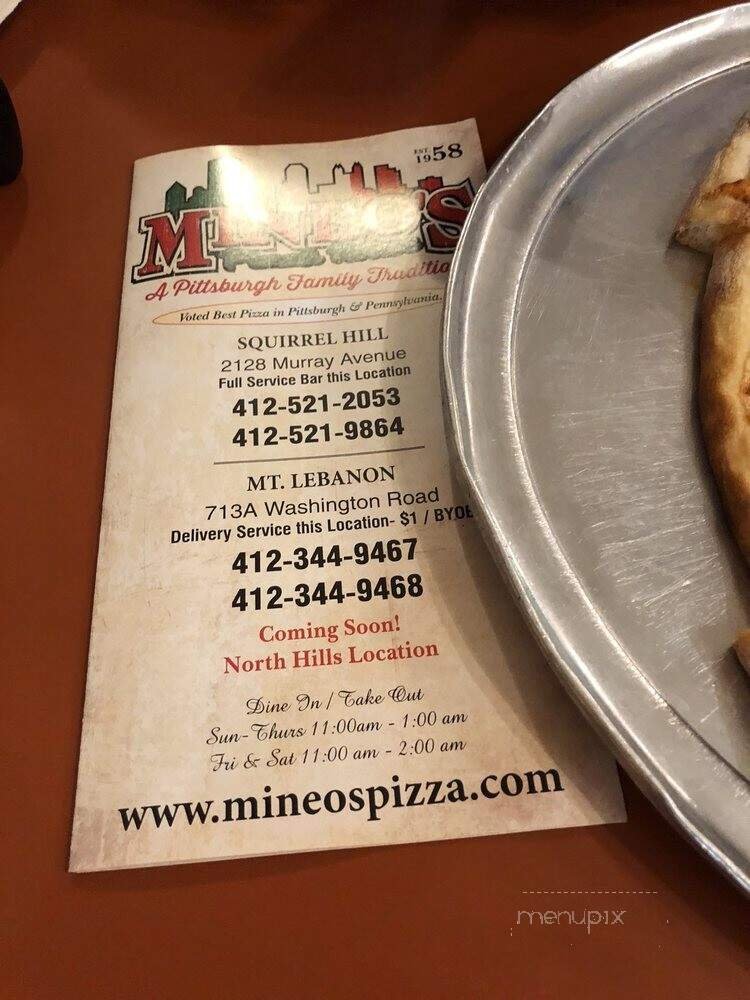 EST.
1958
MINEO'S
A Pittsburgh Family Tradition
Voted Best Pizza in Pittsburgh & Pennsylvania.
SQUIRREL HILL
2128 Murray Avenue
Full Service Bar this Location
412-521-2053
412-521-9864
MT. LEBANON
713A Washington Road
Delivery Service this Location- $1 / BYOB
412-344-9467
412-344-9468
Coming Soon!
North Hills Location
Dine In / Take Out
Sun-Thurs 11:00am - 1:00 am
Fri & Sat 11:00 am - 2:00 am
www.mineospizza.com
menupix